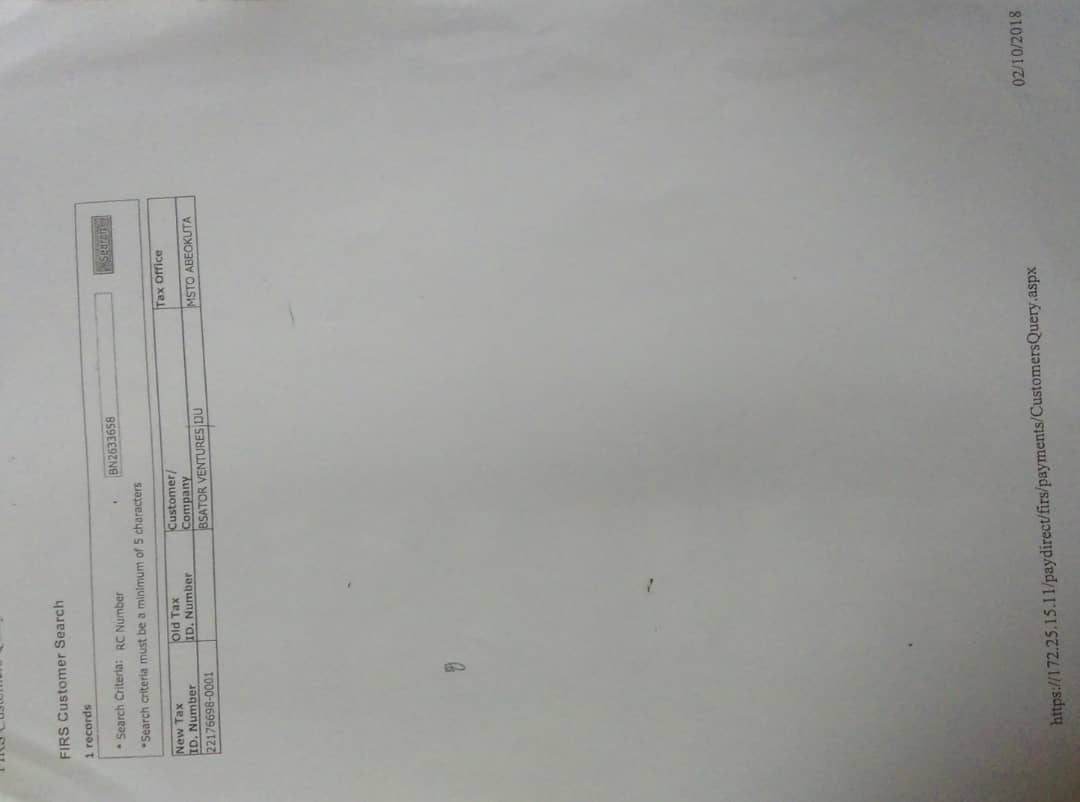 FIRS Customer Search
1 records
* Search Criteria: RC Number BN2633658 Search
*Search criteria must be a minimum of 5 characters
New Tax ID. Number Old Tax ID. Number Customer/ Company Tax Office
22176698-0001 BSATOR VENTURES IJU MSTO ABEOKUTA
https://172.25.15.11/paydirect/firs/payments/CustomersQuery.aspx 02/10/2018